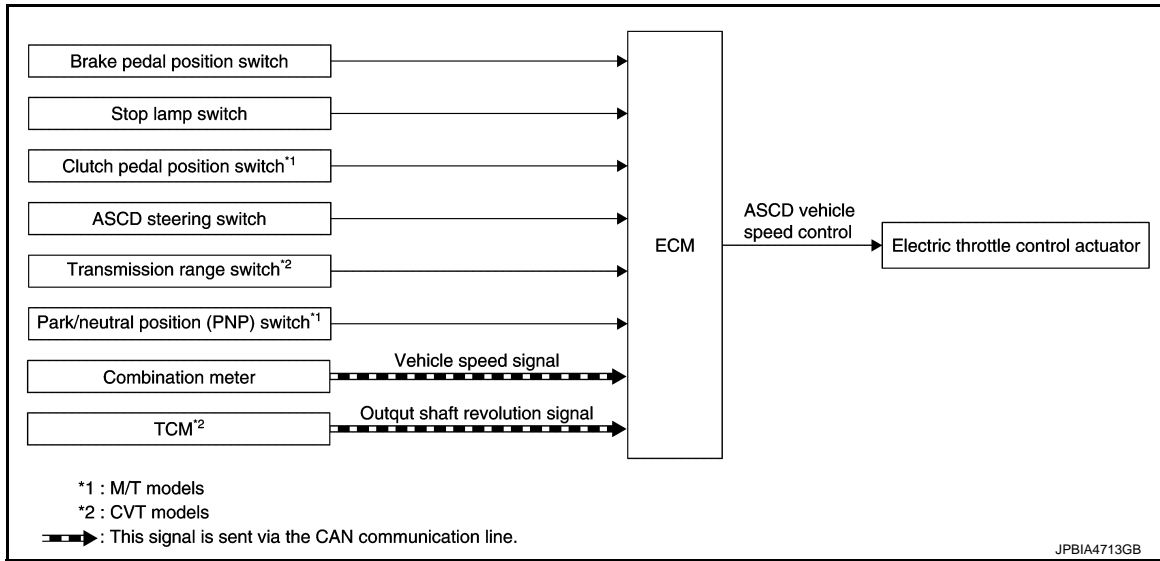 Brake pedal position switch
Stop lamp switch
Clutch pedal position switch*1
ASCD steering switch
Transmission range switch*2
Park/neutral position (PNP) switch*1
Combination meter
TCM*2
Vehicle speed signal
Output shaft revolution signal
ECM
ASCD vehicle
speed control
Electric throttle control actuator
*1 : M/T models
*2 : CVT models
: This signal is sent via the CAN communication line.
JPBIA4713GB